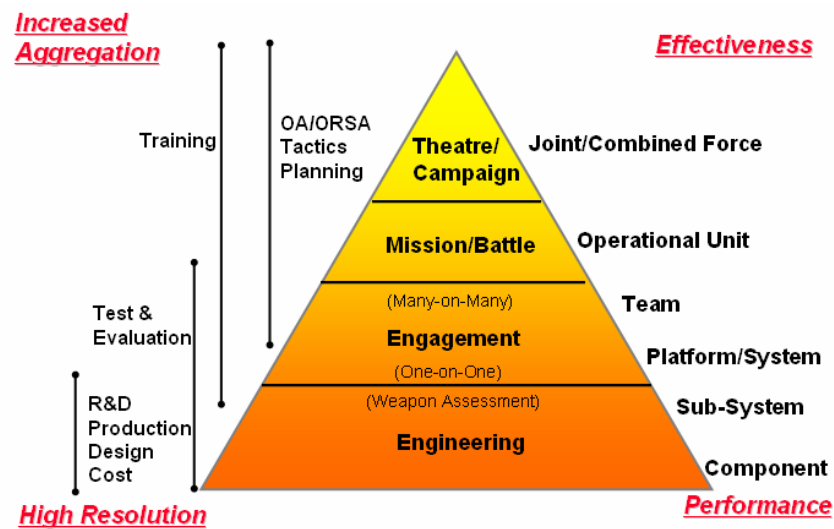 Increased
Aggregation
Effectiveness
Training
OA/ORSA
Tactics
Planning
Theatre/
Campaign
Joint/Combined Force
Mission/Battle
Operational Unit
Test &
Evaluation
(Many-on-Many)
Team
Engagement
(One-on-One)
Platform/System
R&D
Production
Design
Cost
(Weapon Assessment)
Sub-System
Engineering
Component
High Resolution
Performance